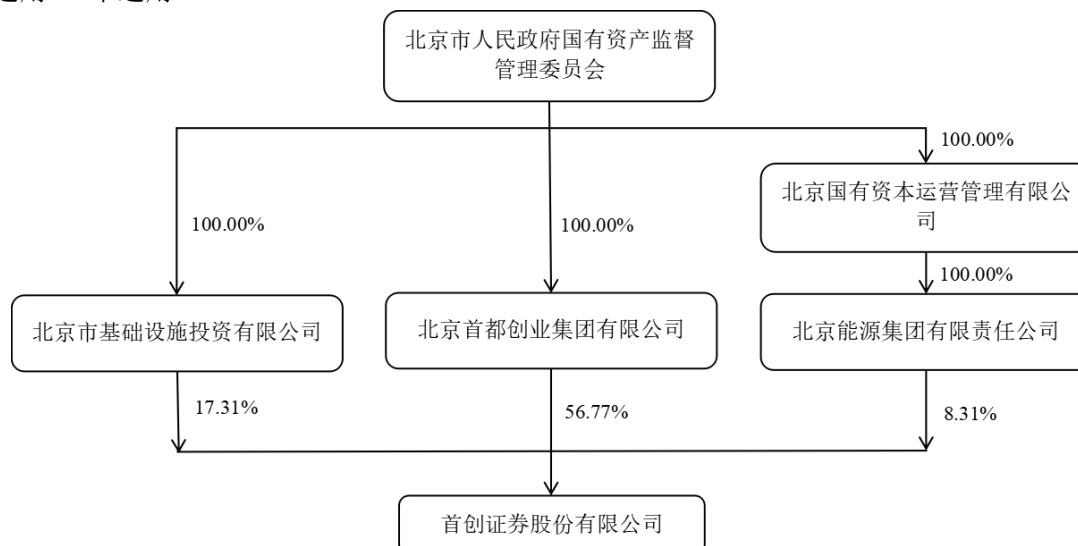 北京市人民政府国有资产监督
管理委员会
100.00%
北京国有资本运营管理有限公
司
100.00%
100.00%
100.00%
北京市基础设施投资有限公司
北京首都创业集团有限公司
北京能源集团有限责任公司
17.31%
56.77%
8.31%
首创证券股份有限公司